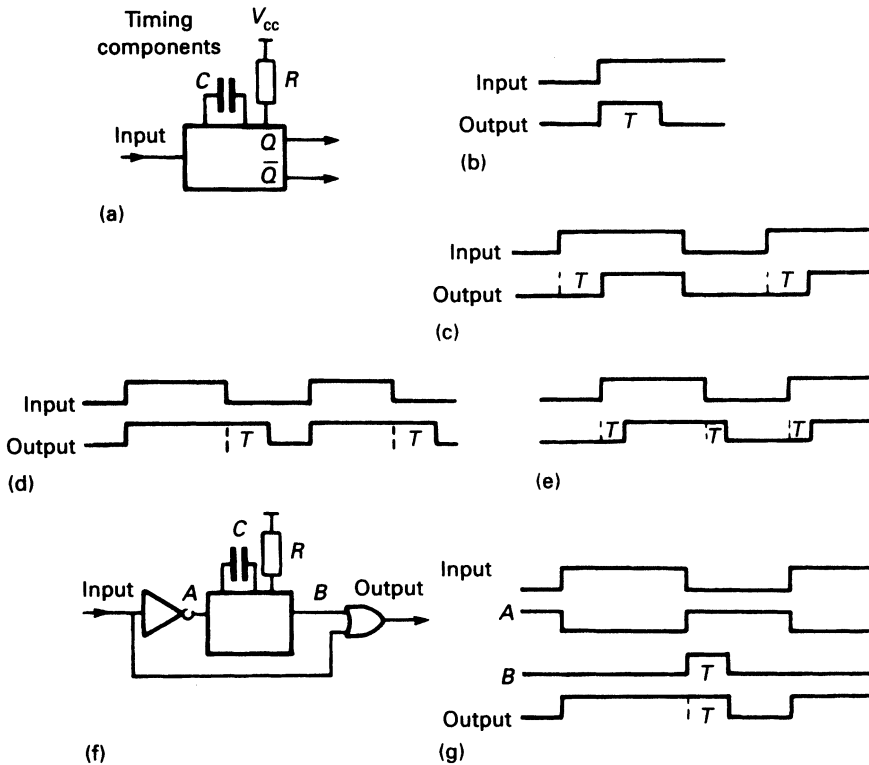 Timing
components
V_cc
C
R
Input
Q
Q̅
(a)
Input
Output
T
(b)
Input
T
T
Output
(c)
Input
Output
T
T
(d)
T
T
T
(e)
C
R
Input
A
B
Output
(f)
Input
A
B
T
Output
T
(g)